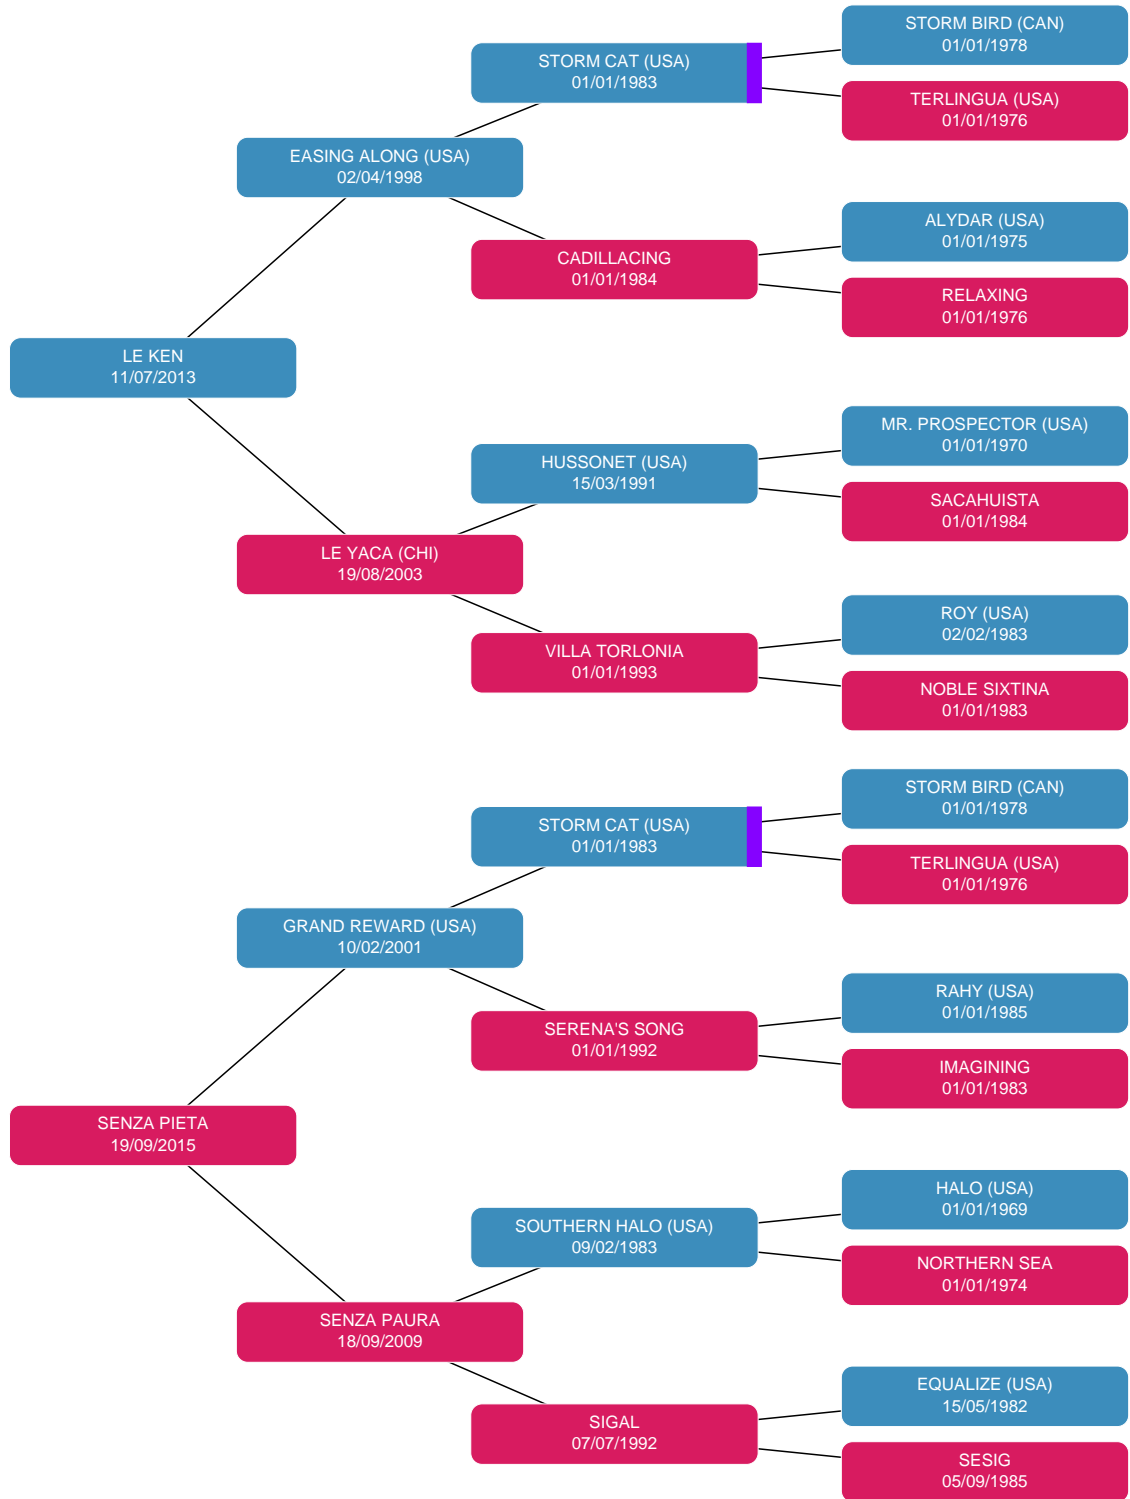 STORM BIRD (CAN)
01/01/1978
STORM CAT (USA)
01/01/1983
TERLINGUA (USA)
01/01/1976
EASING ALONG (USA)
02/04/1998
ALYDAR (USA)
01/01/1975
CADILLACING
01/01/1984
RELAXING
01/01/1976
LE KEN
11/07/2013
MR. PROSPECTOR (USA)
01/01/1970
HUSSONET (USA)
15/03/1991
SACAHUISTA
01/01/1984
LE YACA (CHI)
19/08/2003
ROY (USA)
02/02/1983
VILLA TORLONIA
01/01/1993
NOBLE SIXTINA
01/01/1983
STORM BIRD (CAN)
01/01/1978
STORM CAT (USA)
01/01/1983
TERLINGUA (USA)
01/01/1976
GRAND REWARD (USA)
10/02/2001
RAHY (USA)
01/01/1985
SERENA'S SONG
01/01/1992
IMAGINING
01/01/1983
SENZA PIETA
19/09/2015
HALO (USA)
01/01/1969
SOUTHERN HALO (USA)
09/02/1983
NORTHERN SEA
01/01/1974
SENZA PAURA
18/09/2009
EQUALIZE (USA)
15/05/1982
SIGAL
07/07/1992
SESIG
05/09/1985